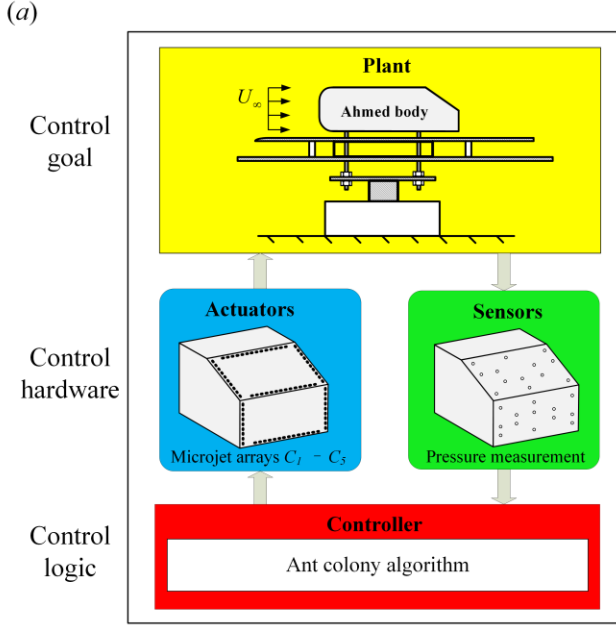 (a)
Plant
U∞
Ahmed body
Control
goal
Actuators
Sensors
Control
hardware
Microjet arrays C1 - C5
Pressure measurement
Controller
Control
logic
Ant colony algorithm